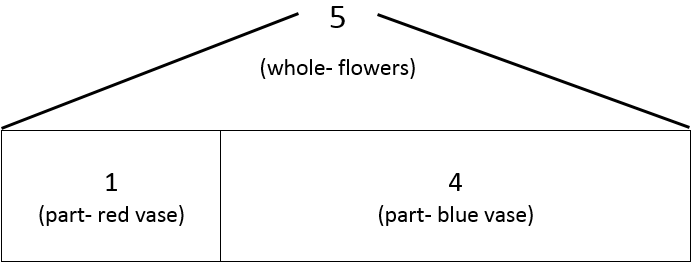 5
(whole- flowers)
1
(part- red vase)
4
(part- blue vase)